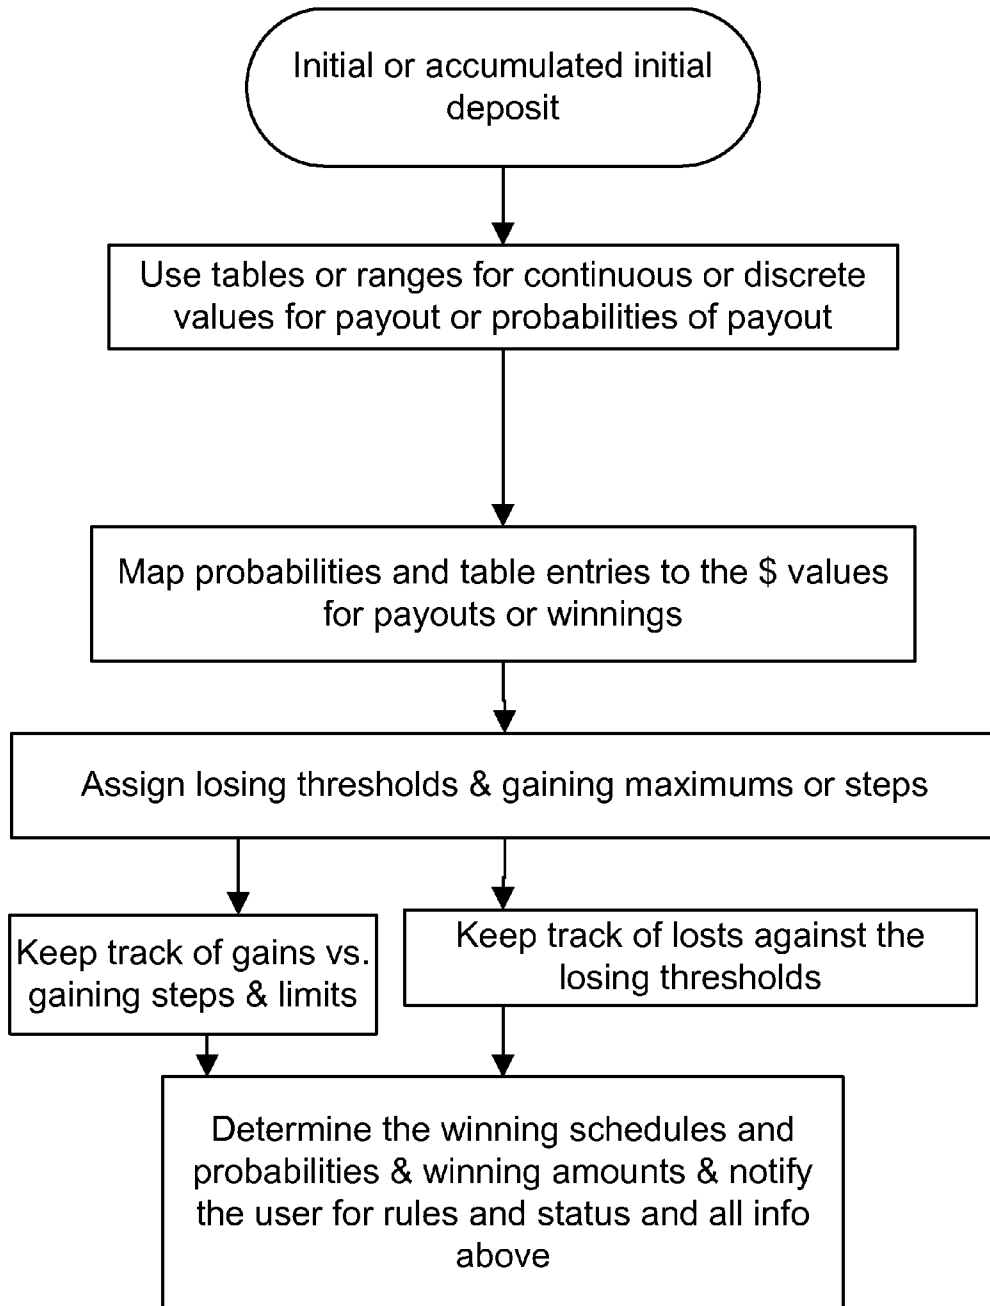 Initial or accumulated initial
deposit
Use tables or ranges for continuous or discrete
values for payout or probabilities of payout
Map probabilities and table entries to the $ values
for payouts or winnings
Assign losing thresholds & gaining maximums or steps
Keep track of gains vs.
gaining steps & limits
Keep track of losts against the
losing thresholds
Determine the winning schedules and
probabilities & winning amounts & notify
the user for rules and status and all info
above